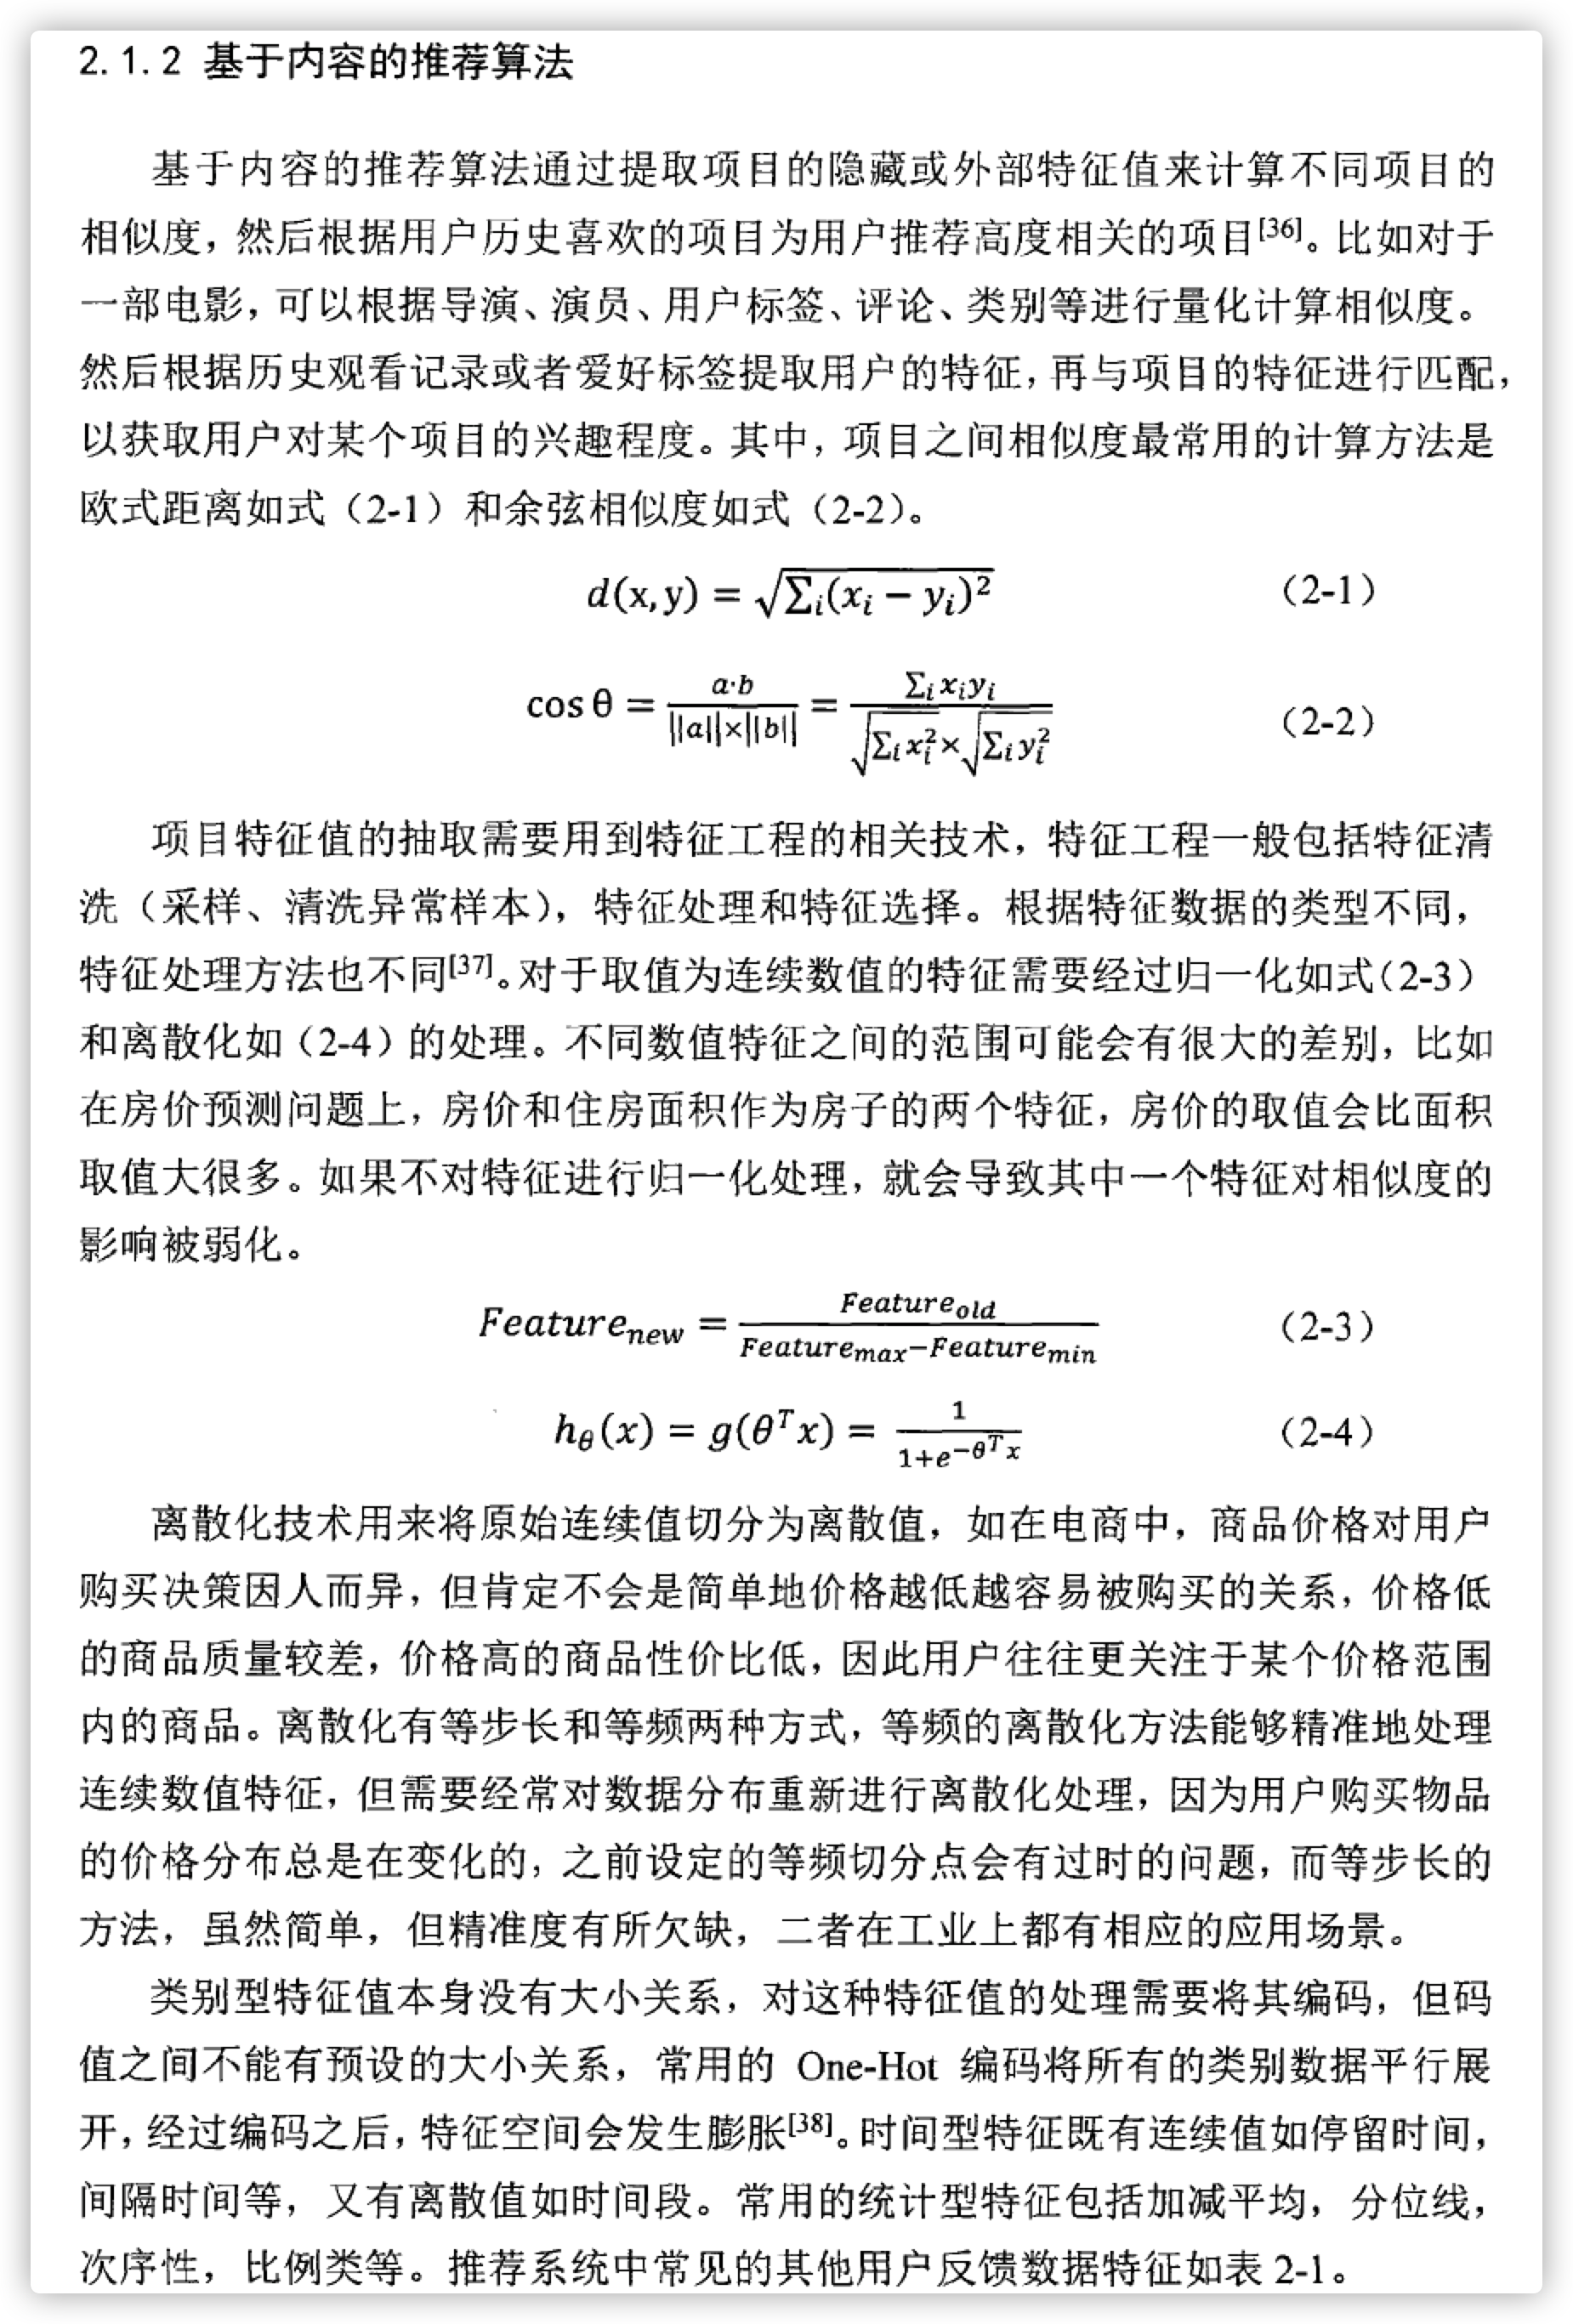 2.1.2 基于内容的推荐算法
基于内容的推荐算法通过提取项目的隐藏或外部特征值来计算不同项目的
相似度，然后根据用户历史喜欢的项目为用户推荐高度相关的项目[36]。比如对于
一部电影，可以根据导演、演员、用户标签、评论、类别等进行量化计算相似度。
然后根据历史观看记录或者爱好标签提取用户的特征，再与项目的特征进行匹配，
以获取用户对某个项目的兴趣程度。其中，项目之间相似度最常用的计算方法是
欧式距离如式（2-1）和余弦相似度如式（2-2）。
d(x,y) = √∑ᵢ(xᵢ − yᵢ)² （2-1）
cos θ = a·b / ||a||×||b|| = ∑ᵢ xᵢyᵢ / √∑ᵢ xᵢ² × √∑ᵢ yᵢ² （2-2）
项目特征值的抽取需要用到特征工程的相关技术，特征工程一般包括特征清
洗（采样、清洗异常样本），特征处理和特征选择。根据特征数据的类型不同，
特征处理方法也不同[37]。对于取值为连续数值的特征需要经过归一化如式（2-3）
和离散化如（2-4）的处理。不同数值特征之间的范围可能会有很大的差别，比如
在房价预测问题上，房价和住房面积作为房子的两个特征，房价的取值会比面积
取值大很多。如果不对特征进行归一化处理，就会导致其中一个特征对相似度的
影响被弱化。
Feature_new = Feature_old / Feature_max−Feature_min （2-3）
h_θ(x) = g(θᵀx) = 1 / 1+e^−θᵀx （2-4）
离散化技术用来将原始连续值切分为离散值，如在电商中，商品价格对用户
购买决策因人而异，但肯定不会是简单地价格越低越容易被购买的关系，价格低
的商品质量较差，价格高的商品性价比低，因此用户往往更关注于某个价格范围
内的商品。离散化有等步长和等频两种方式，等频的离散化方法能够精准地处理
连续数值特征，但需要经常对数据分布重新进行离散化处理，因为用户购买物品
的价格分布总是在变化的，之前设定的等频切分点会有过时的问题，而等步长的
方法，虽然简单，但精准度有所欠缺，二者在工业上都有相应的应用场景。
类别型特征值本身没有大小关系，对这种特征值的处理需要将其编码，但码
值之间不能有预设的大小关系，常用的 One-Hot 编码将所有的类别数据平行展
开，经过编码之后，特征空间会发生膨胀[38]。时间型特征既有连续值如停留时间，
间隔时间等，又有离散值如时间段。常用的统计型特征包括加减平均，分位线，
次序性，比例类等。推荐系统中常见的其他用户反馈数据特征如表 2-1。